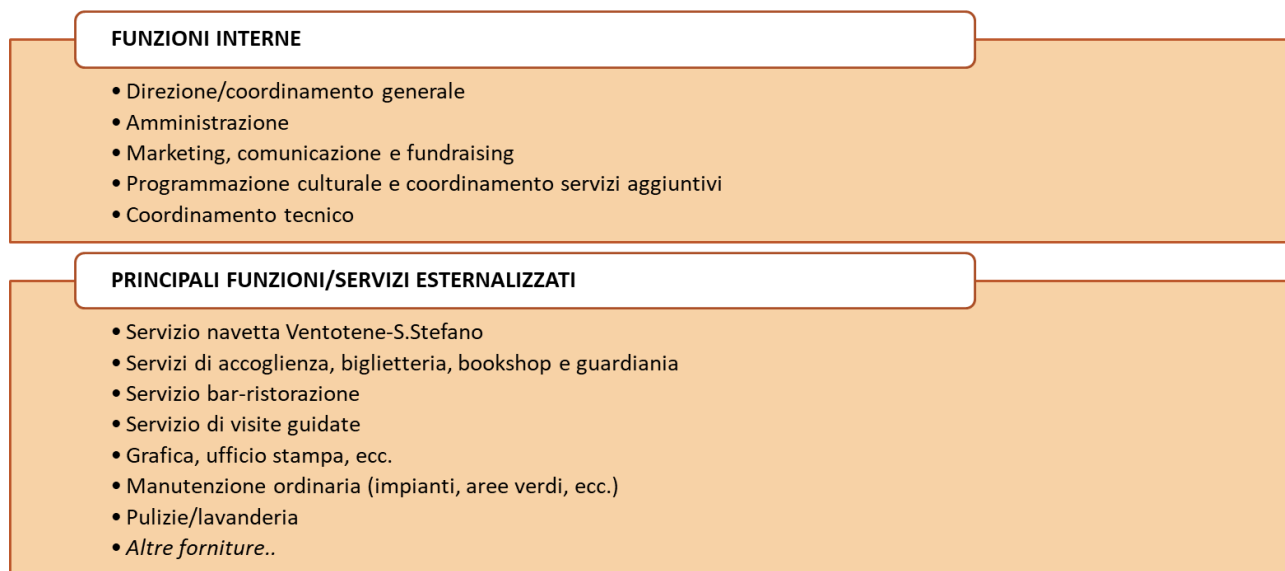 FUNZIONI INTERNE
• Direzione/coordinamento generale
• Amministrazione
• Marketing, comunicazione e fundraising
• Programmazione culturale e coordinamento servizi aggiuntivi
• Coordinamento tecnico
PRINCIPALI FUNZIONI/SERVIZI ESTERNALIZZATI
• Servizio navetta Ventotene-S.Stefano
• Servizi di accoglienza, biglietteria, bookshop e guardiania
• Servizio bar-ristorazione
• Servizio di visite guidate
• Grafica, ufficio stampa, ecc.
• Manutenzione ordinaria (impianti, aree verdi, ecc.)
• Pulizie/lavanderia
• Altre forniture..